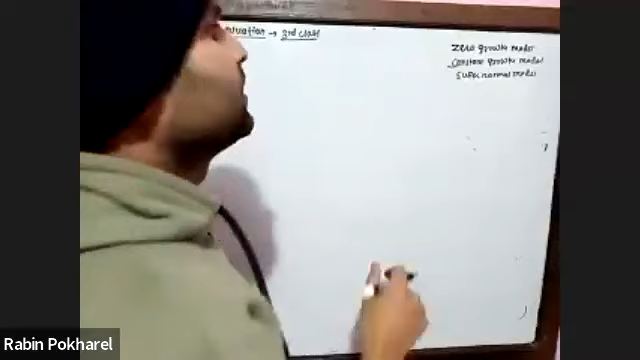 → 3rd class
Zero growth model
Constant growth model
Supernormal model
Rabin Pokharel